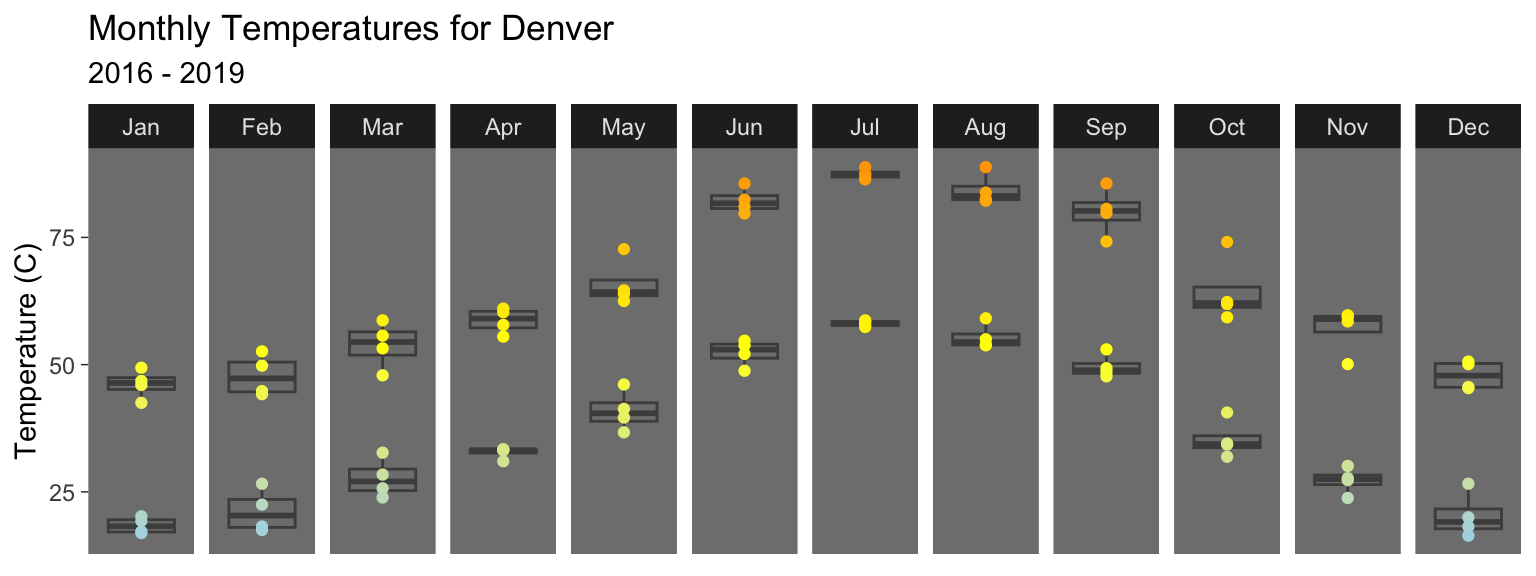 Monthly Temperatures for Denver
2016 - 2019
Jan Feb Mar Apr May Jun Jul Aug Sep Oct Nov Dec
Temperature (C)
75
50
25